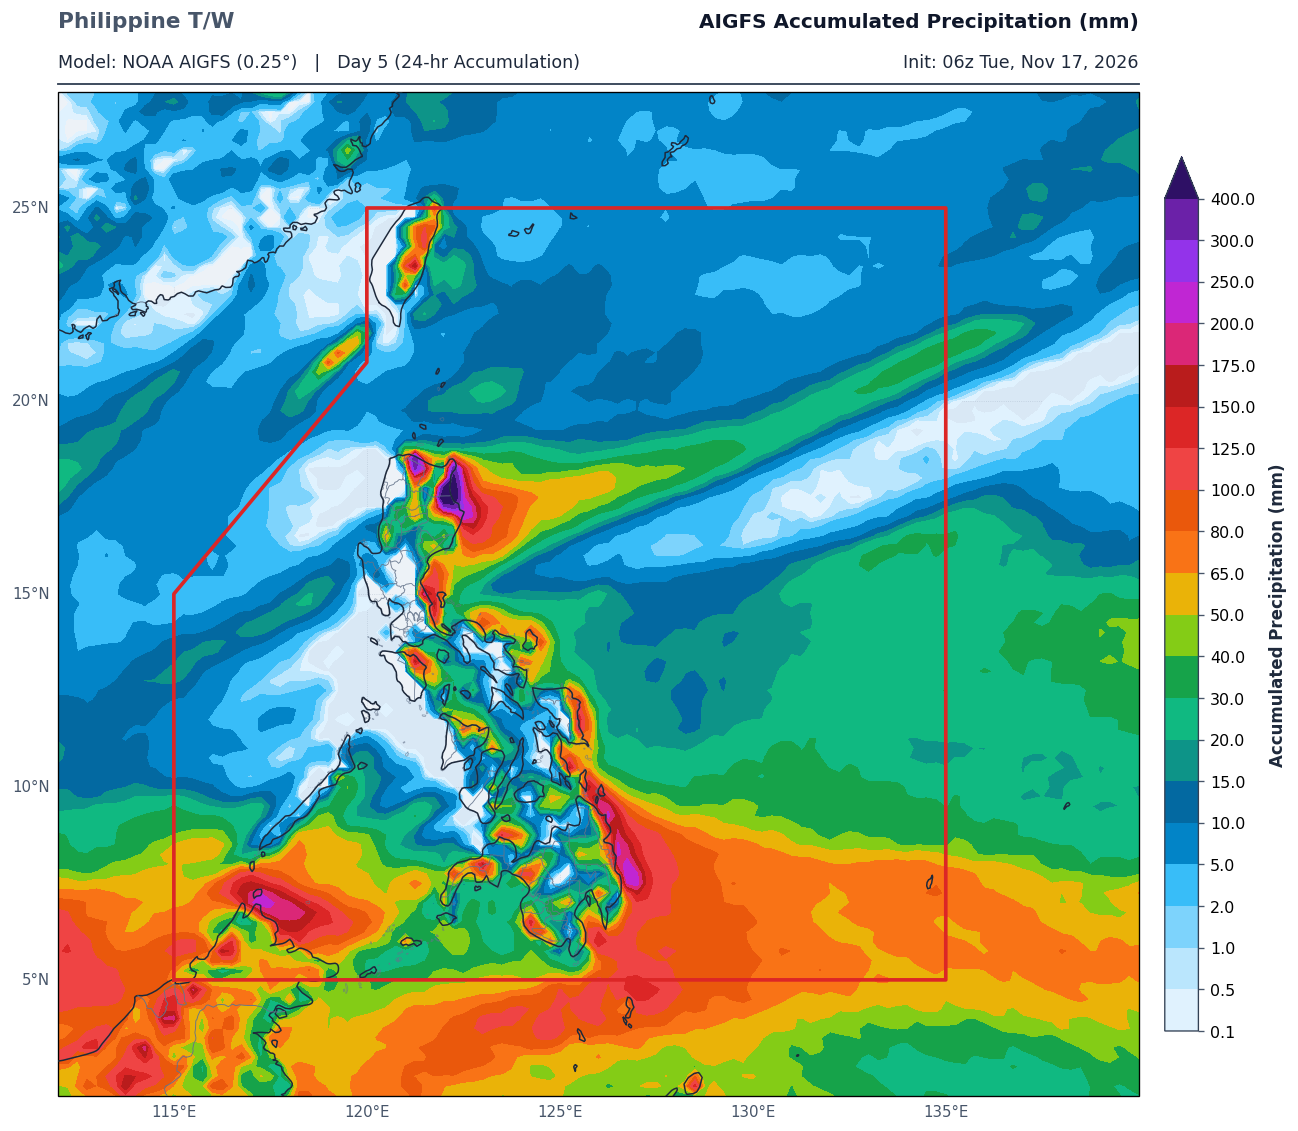 Philippine T/W
AIGFS Accumulated Precipitation (mm)
Model: NOAA AIGFS (0.25°)   |   Day 5 (24-hr Accumulation)
Init: 06z Tue, Nov 17, 2026
25°N
20°N
15°N
10°N
5°N
115°E
120°E
125°E
130°E
135°E
400.0
300.0
250.0
200.0
175.0
150.0
125.0
100.0
80.0
65.0
50.0
40.0
30.0
20.0
15.0
10.0
5.0
2.0
1.0
0.5
0.1
Accumulated Precipitation (mm)